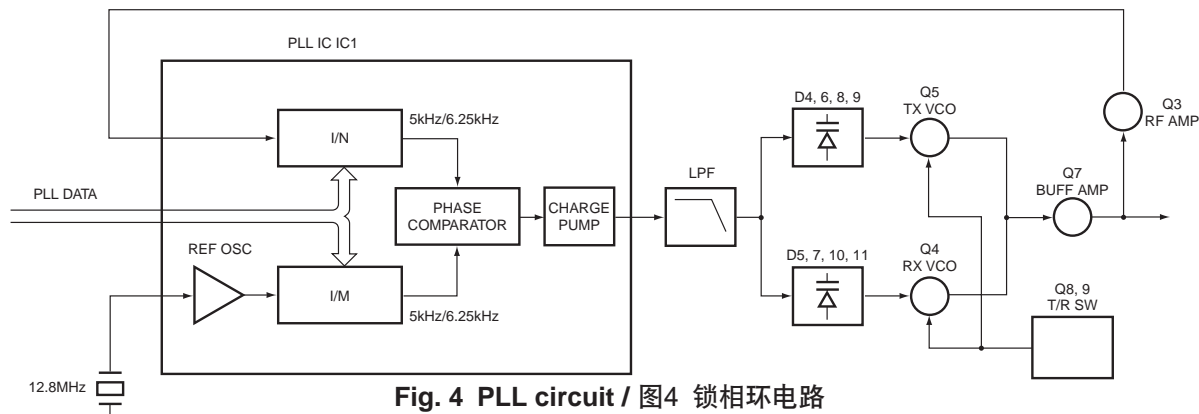 PLL IC IC1
I/N
5kHz/6.25kHz
PLL DATA
PHASE
COMPARATOR
CHARGE
PUMP
REF OSC
I/M
5kHz/6.25kHz
12.8MHz
LPF
D4, 6, 8, 9
Q5
TX VCO
D5, 7, 10, 11
Q4
RX VCO
Q7
BUFF AMP
Q3
RF AMP
Q8, 9
T/R SW
Fig. 4 PLL circuit / 图4 锁相环电路